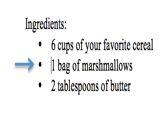 Ingredients:
• 6 cups of your favorite cereal
• 1 bag of marshmallows
• 2 tablespoons of butter